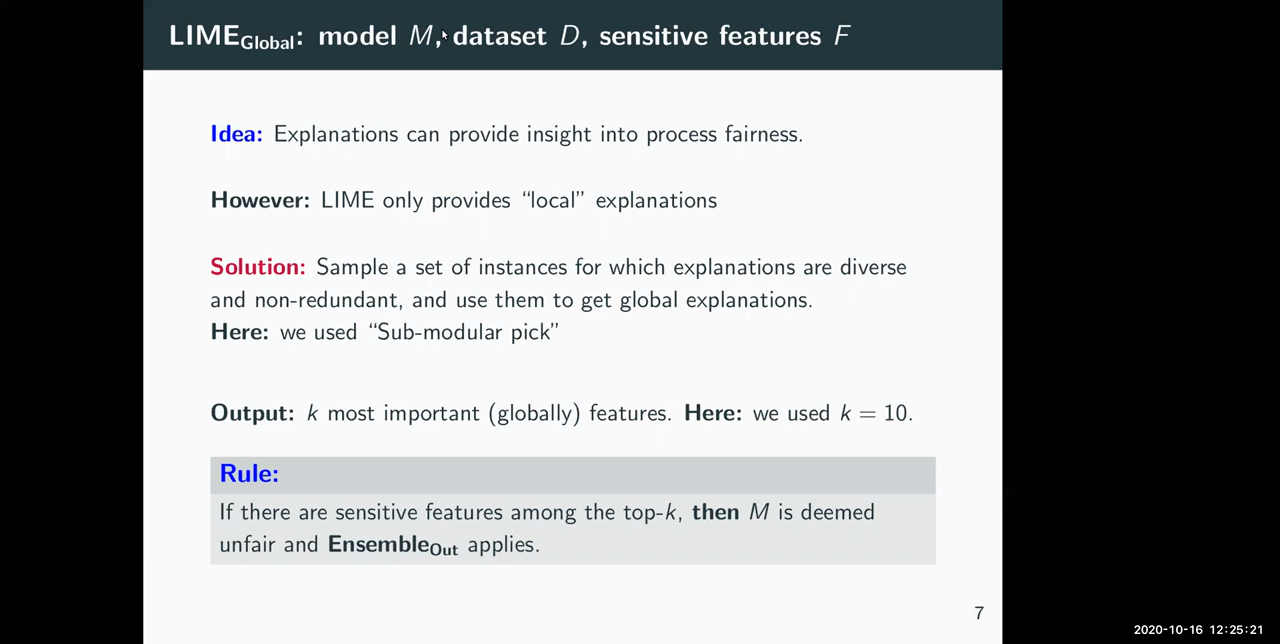 LIMEGlobal: model M, dataset D, sensitive features F
Idea: Explanations can provide insight into process fairness.
However: LIME only provides “local” explanations
Solution: Sample a set of instances for which explanations are diverse
and non-redundant, and use them to get global explanations.
Here: we used “Sub-modular pick”
Output: k most important (globally) features. Here: we used k = 10.
Rule:
If there are sensitive features among the top-k, then M is deemed
unfair and EnsembleOut applies.
7
2020-10-16 12:25:21